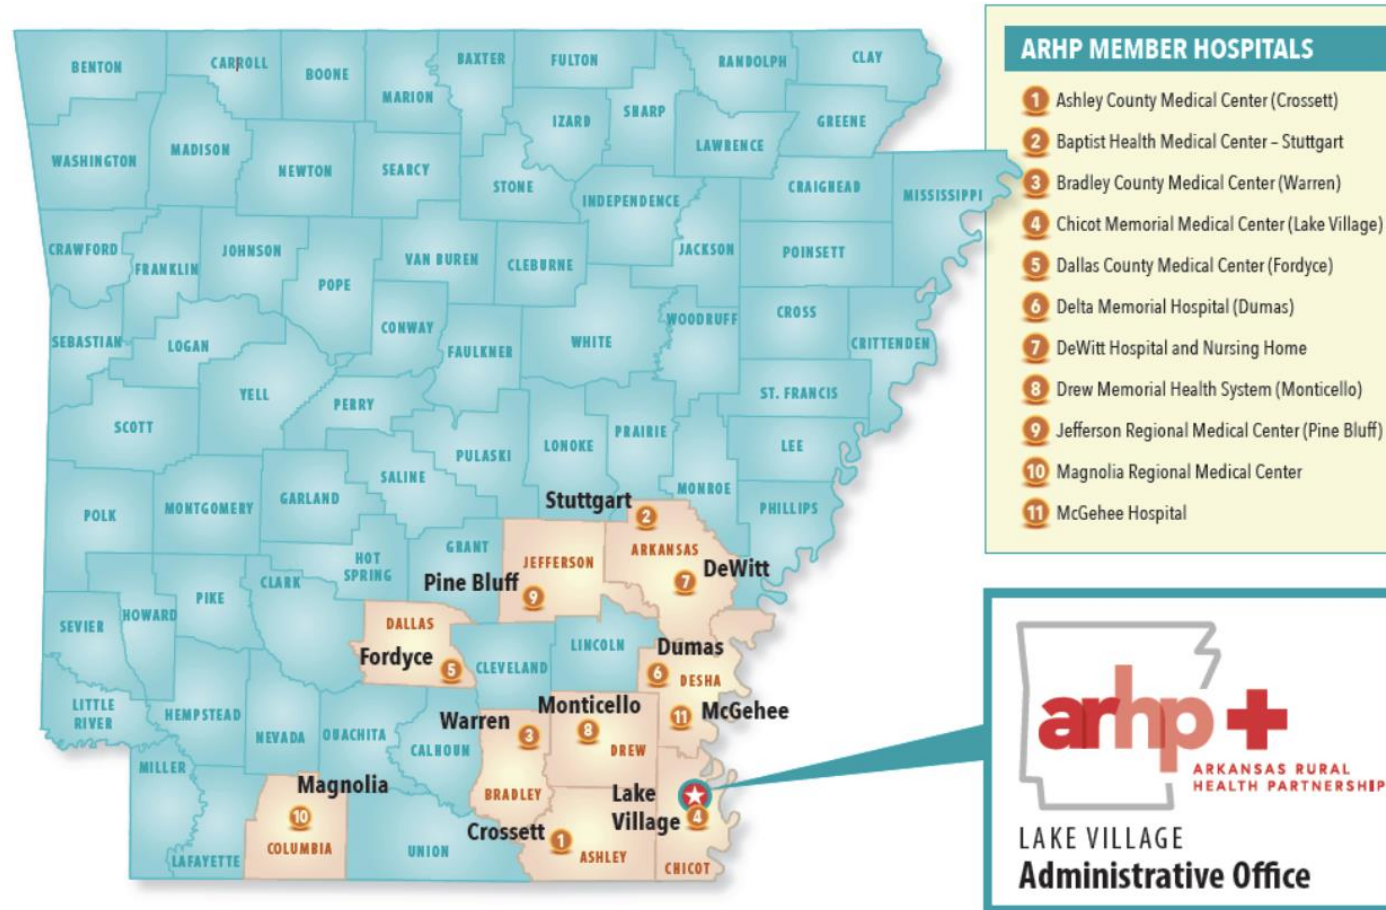 BENTON
CARROLL
BOONE
MARION
BAXTER
FULTON
SHARP
RANDOLPH
CLAY
IZARD
LAWRENCE
GREENE
WASHINGTON
MADISON
NEWTON
SEARCY
STONE
INDEPENDENCE
CRAIGHEAD
MISSISSIPPI
CRAWFORD
FRANKLIN
JOHNSON
POPE
VAN BUREN
CLEBURNE
JACKSON
POINSETT
SEBASTIAN
LOGAN
CONWAY
FAULKNER
WHITE
WOODRUFF
CROSS
CRITTENDEN
SCOTT
YELL
PERRY
PULASKI
LONOKE
PRAIRIE
ST. FRANCIS
LEE
POLK
MONTGOMERY
GARLAND
SALINE
MONROE
PHILLIPS
Stuttgart
2
ARKANSAS
DeWitt
7
HOT
SPRING
GRANT
JEFFERSON
Pine Bluff
9
SEVIER
HOWARD
PIKE
CLARK
DALLAS
Fordyce
5
CLEVELAND
LINCOLN
Dumas
6
DESHA
LITTLE
RIVER
HEMPSTEAD
NEVADA
OUACHITA
CALHOUN
Warren
3
BRADLEY
Monticello
8
DREW
11
McGehee
MILLER
LAFAYETTE
Magnolia
10
COLUMBIA
UNION
Crossett
1
ASHLEY
Lake
Village
4
CHICOT
ARHP MEMBER HOSPITALS
1 Ashley County Medical Center (Crossett)
2 Baptist Health Medical Center – Stuttgart
3 Bradley County Medical Center (Warren)
4 Chicot Memorial Medical Center (Lake Village)
5 Dallas County Medical Center (Fordyce)
6 Delta Memorial Hospital (Dumas)
7 DeWitt Hospital and Nursing Home
8 Drew Memorial Health System (Monticello)
9 Jefferson Regional Medical Center (Pine Bluff)
10 Magnolia Regional Medical Center
11 McGehee Hospital
arhp
ARKANSAS RURAL
HEALTH PARTNERSHIP
LAKE VILLAGE
Administrative Office